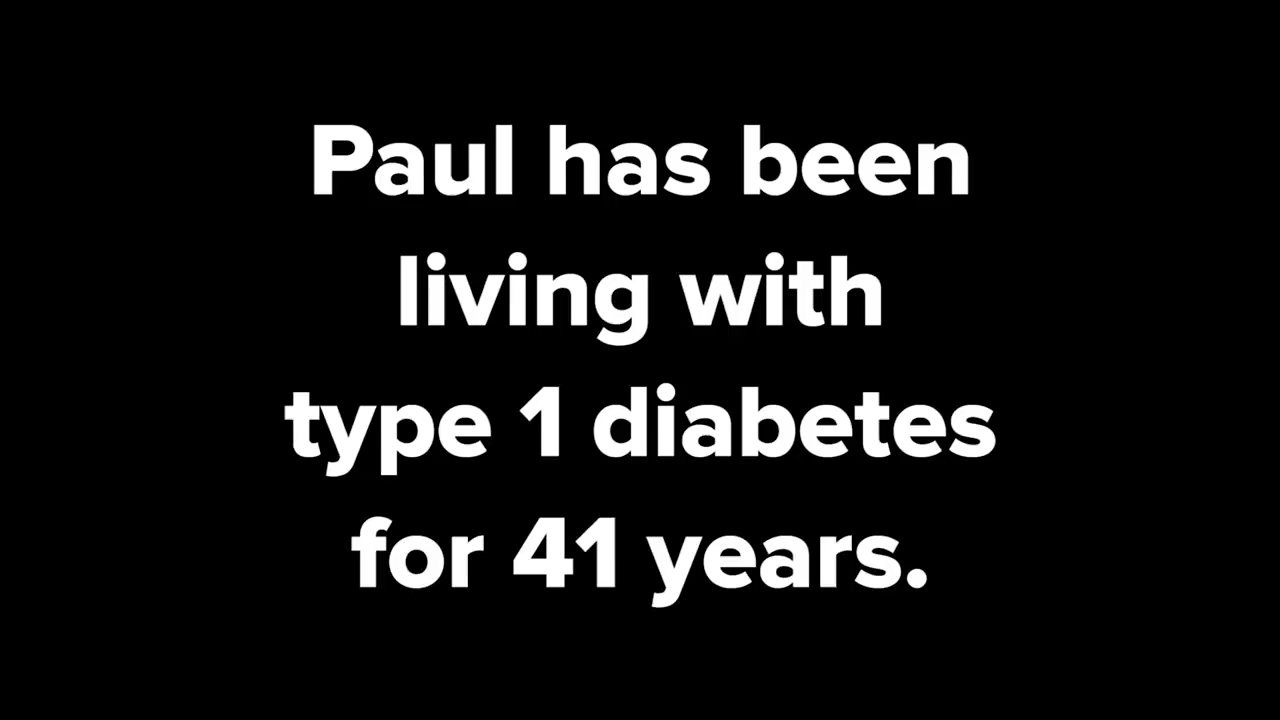 Paul has been
living with
type 1 diabetes
for 41 years.